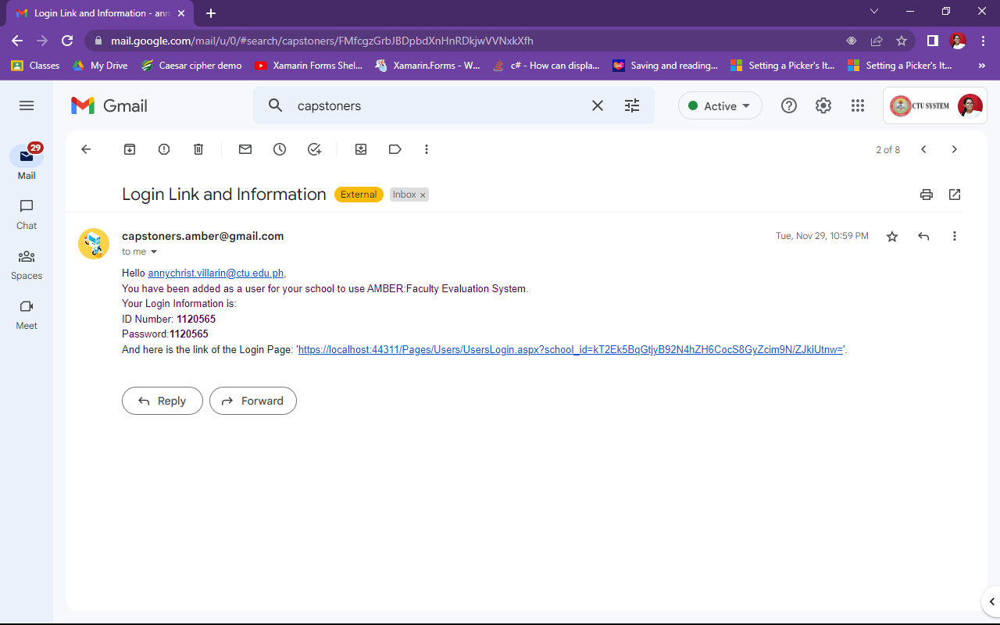 Login Link and Information - ann
mail.google.com/mail/u/0/#search/capstoners/FMfcgzGrbJBDpbdXnHnRDkjwVVNxkXfh
Classes My Drive Caesar cipher demo Xamarin Forms Shel... Xamarin.Forms - W... c# - How can displa... Saving and reading... Setting a Picker's It... Setting a Picker's It... »
Gmail capstoners Active CTU SYSTEM
29
Mail
Chat
Spaces
Meet
2 of 8
Login Link and Information External Inbox ×
capstoners.amber@gmail.com Tue, Nov 29, 10:59 PM
to me
Hello annychrist.villarin@ctu.edu.ph,
You have been added as a user for your school to use AMBER:Faculty Evaluation System.
Your Login Information is:
ID Number: 1120565
Password:1120565
And here is the link of the Login Page: 'https://localhost:44311/Pages/Users/UsersLogin.aspx?school_id=kT2Ek5BqGtjyB92N4hZH6CocS8GyZcim9N/ZJkiUtnw='.
Reply Forward